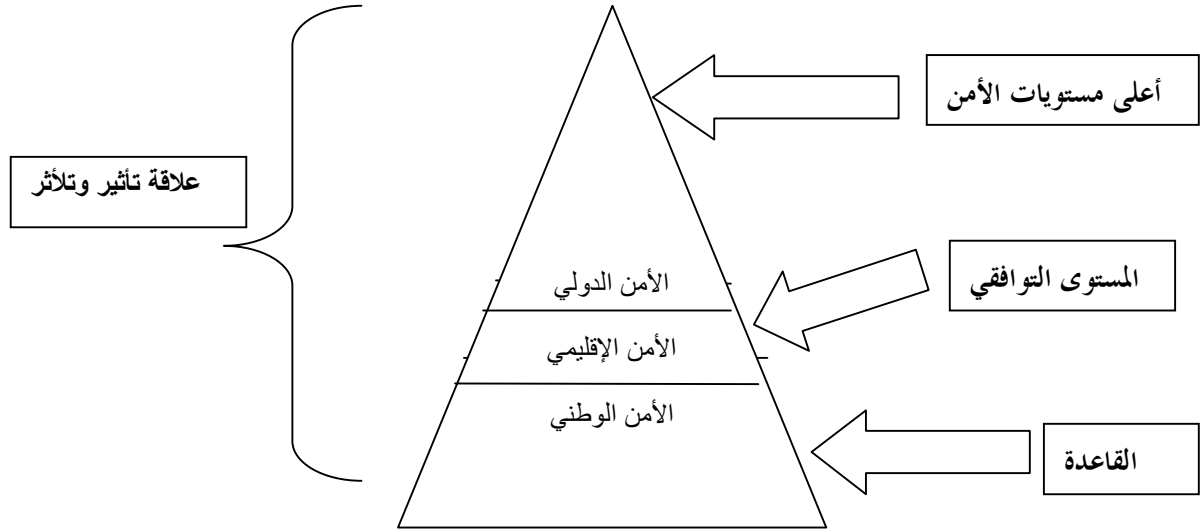 أعلى مستويات الأمن
علاقة تأثير وتلأثر
المستوى التوافقي
الأمن الدولي
الأمن الإقليمي
الأمن الوطني
القاعدة